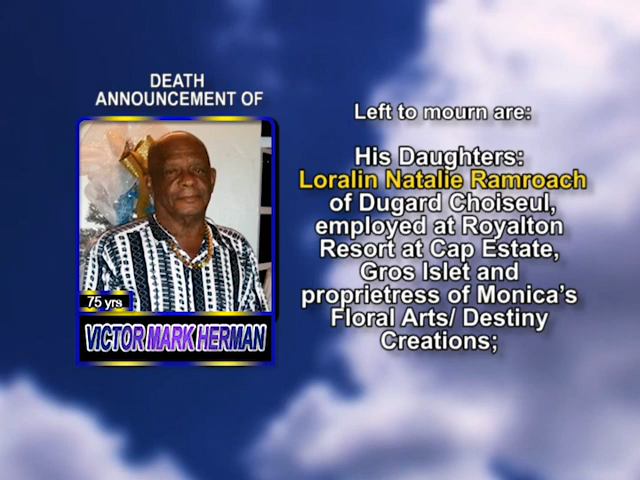 DEATH
ANNOUNCEMENT OF
75 yrs
VICTOR MARK HERMAN
Left to mourn are:
His Daughters:
Loralin Natalie Ramroach
of Dugard Choiseul,
employed at Royalton
Resort at Cap Estate,
Gros Islet and
proprietress of Monica's
Floral Arts/ Destiny
Creations;